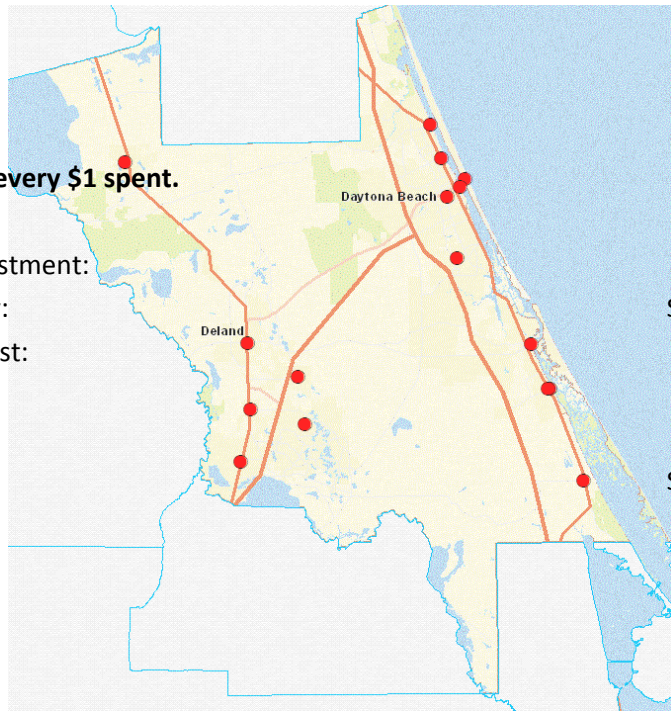 every $1 spent.
Daytona Beach
stment:
:
S
Deland
st:
S